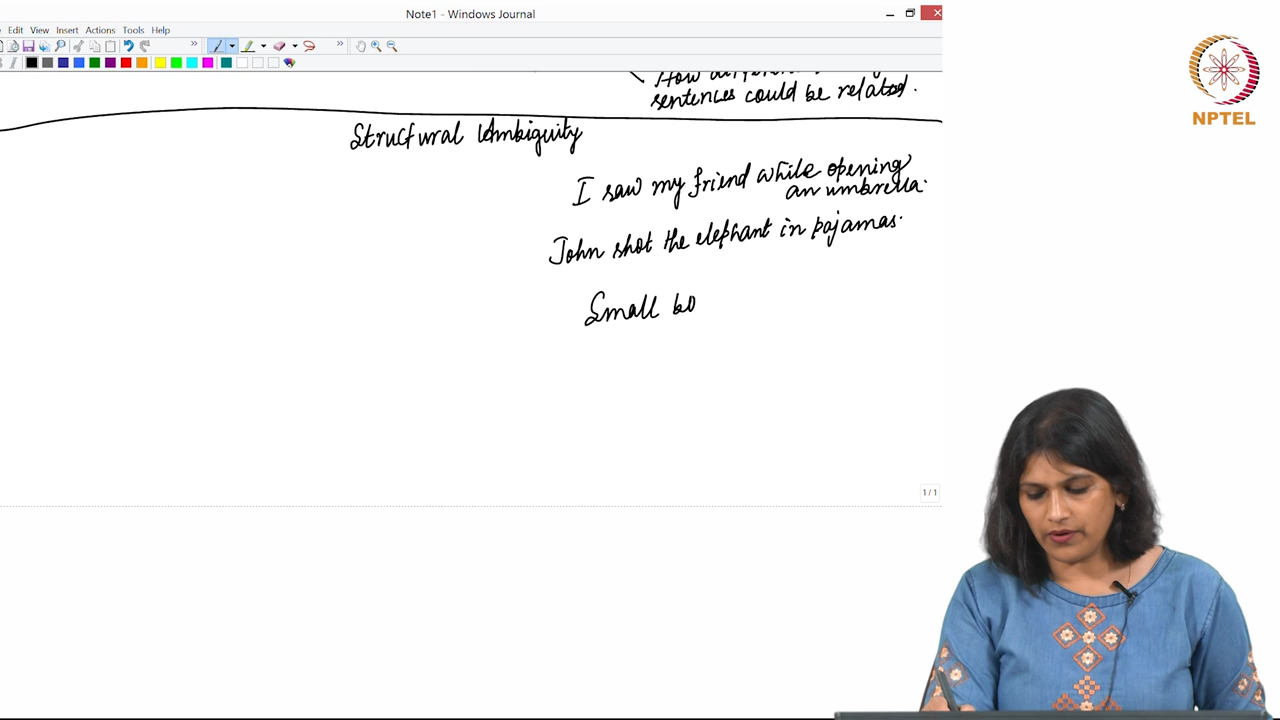 Note1 - Windows Journal
Edit View Insert Actions Tools Help
NPTEL
How
sentences could be related.
Structural Ambiguity
I saw my friend while opening
an umbrella.
John shot the elephant in pajamas.
Small bo
1 / 1